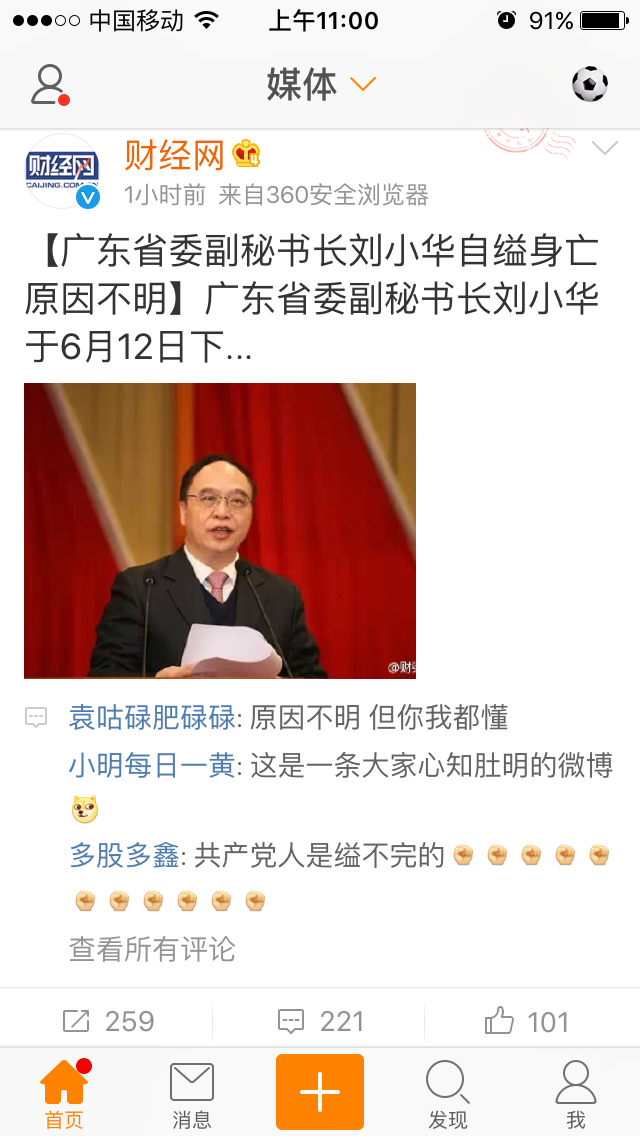 中国移动 上午11:00 91%
媒体
财经网
CAIJING.COM.CN
财经网
1小时前 来自360安全浏览器
【广东省委副秘书长刘小华自缢身亡
原因不明】广东省委副秘书长刘小华
于6月12日下...
@财
袁咕碌肥碌碌: 原因不明 但你我都懂
小明每日一黄: 这是一条大家心知肚明的微博
多股多鑫: 共产党人是缢不完的
查看所有评论
259 221 101
首页 消息 发现 我